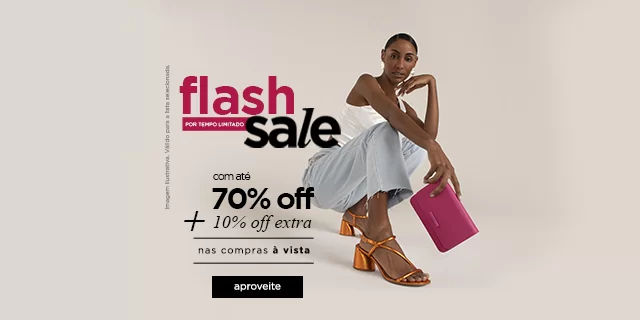 flash
POR TEMPO LIMITADO
sale
com até
70% off
+ 10% off extra
nas compras à vista
aproveite
Imagem ilustrativa. Válido para a lista selecionada.